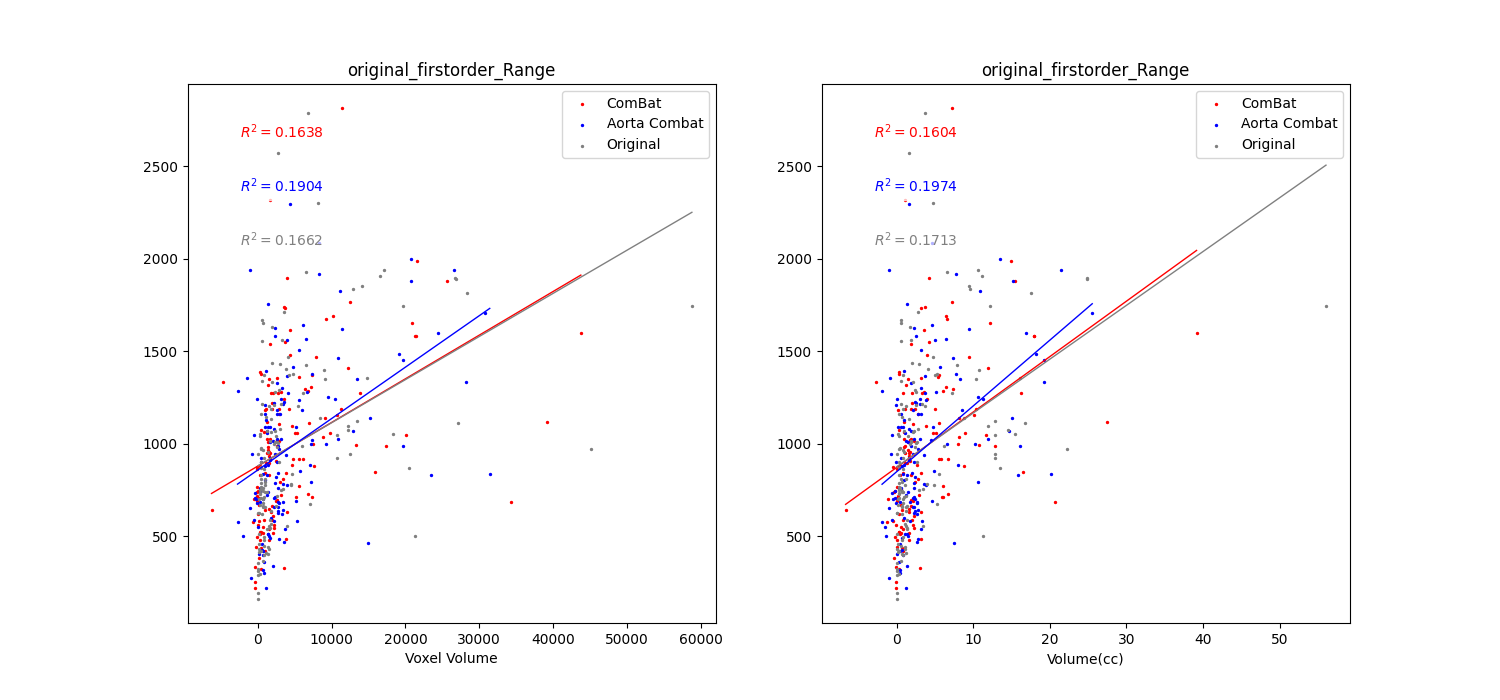 original_firstorder_Range
ComBat
Aorta Combat
Original
R² = 0.1638
R² = 0.1904
R² = 0.1662
2500
2000
1500
1000
500
0 10000 20000 30000 40000 50000 60000
Voxel Volume
original_firstorder_Range
ComBat
Aorta Combat
Original
R² = 0.1604
R² = 0.1974
R² = 0.1713
2500
2000
1500
1000
500
0 10 20 30 40 50
Volume(cc)